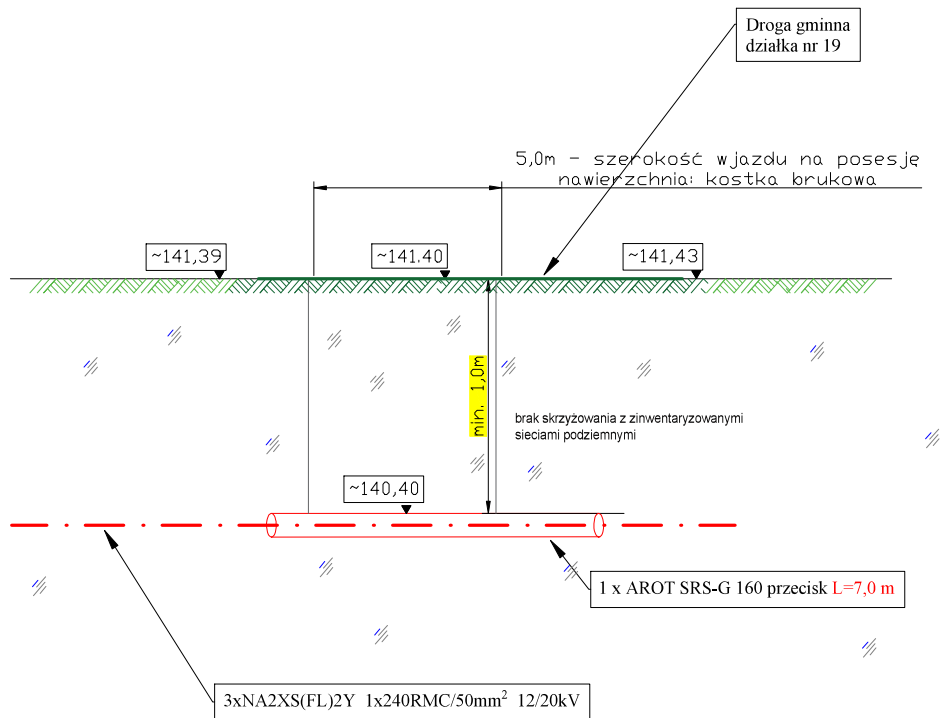 Droga gminna
działka nr 19
5,0m - szerokość wjazdu na posesję
nawierzchnia: kostka brukowa
~141,39
~141.40
~141,43
min. 1,0m
brak skrzyżowania z zinwentaryzowanymi
sieciami podziemnymi
~140,40
1 x AROT SRS-G 160 przecisk L=7,0 m
3xNA2XS(FL)2Y 1x240RMC/50mm² 12/20kV